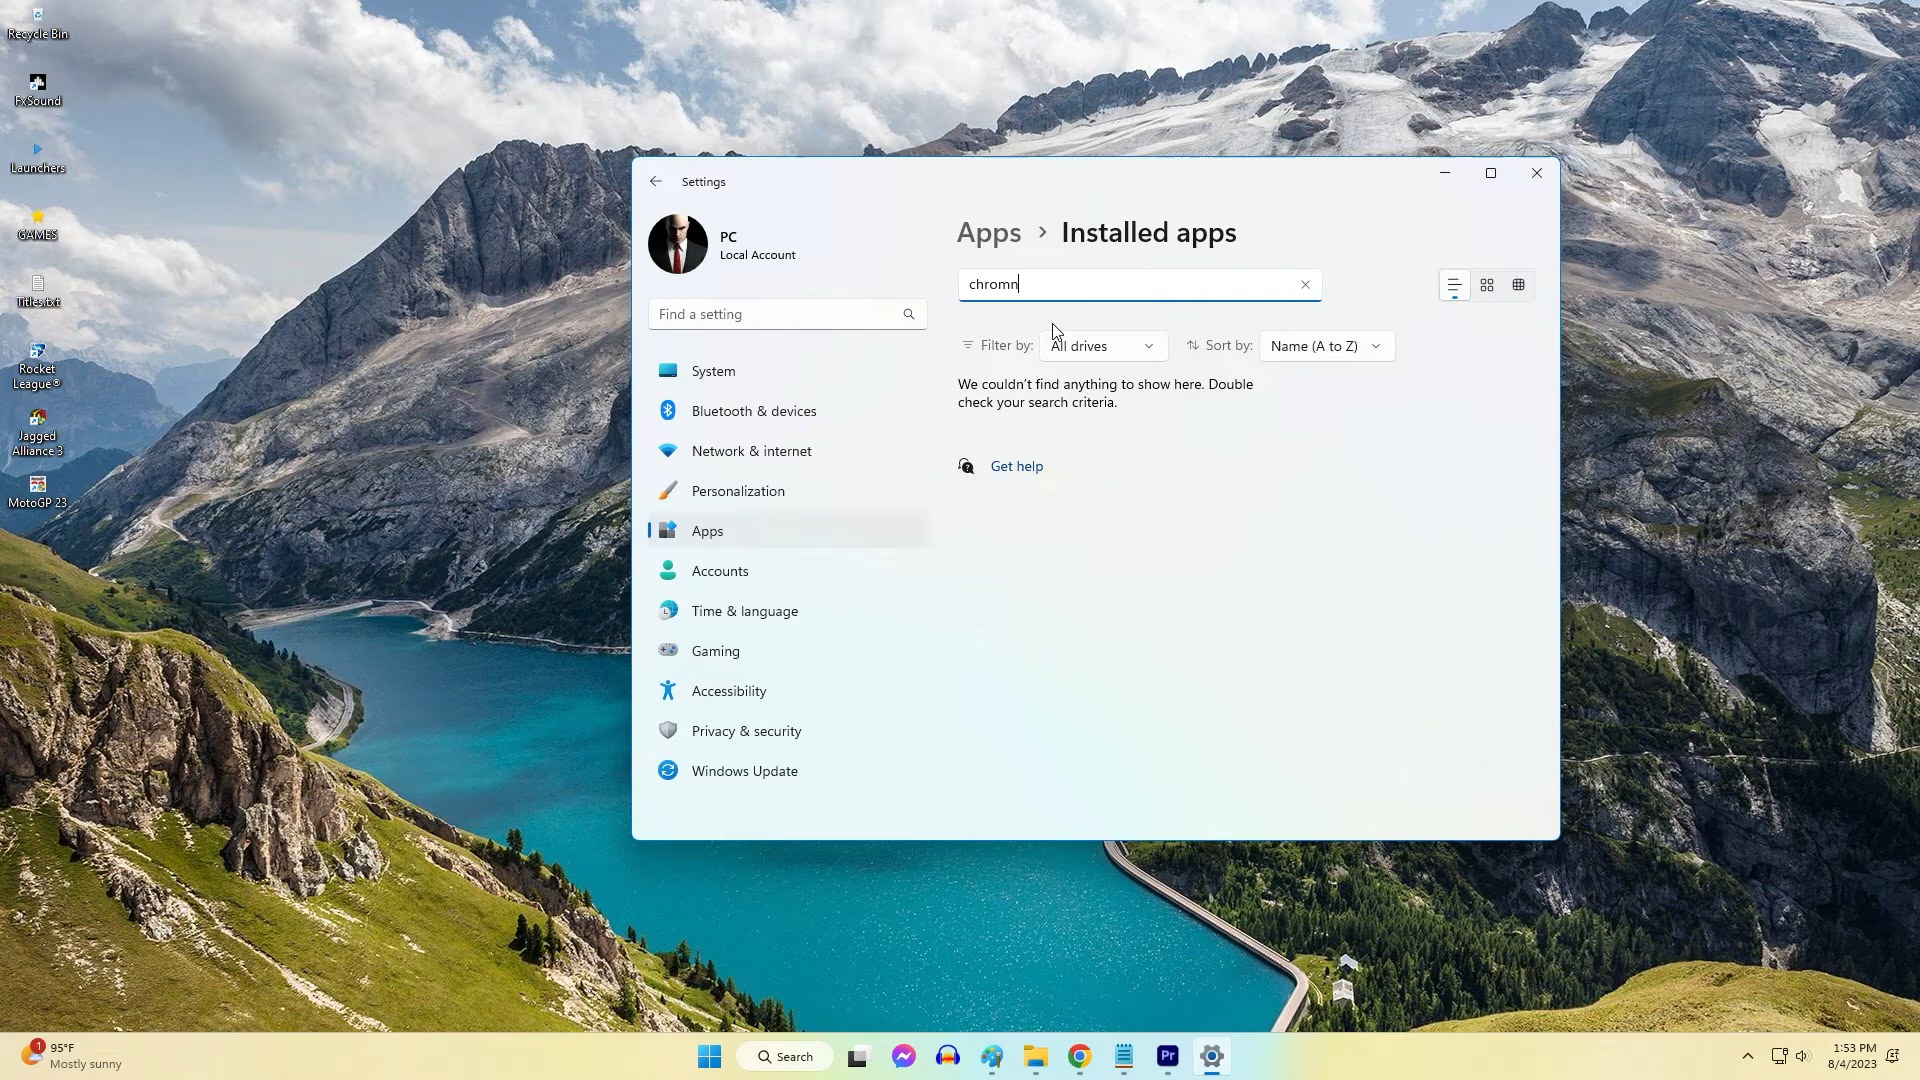 Recycle Bin
FxSound
Launchers
GAMES
Titles.txt
Rocket
League®
Jagged
Alliance 3
MotoGP 23
Settings
PC
Local Account
Find a setting
System
Bluetooth & devices
Network & internet
Personalization
Apps
Accounts
Time & language
Gaming
Accessibility
Privacy & security
Windows Update
Apps › Installed apps
chromn
Filter by: All drives Sort by: Name (A to Z)
We couldn't find anything to show here. Double
check your search criteria.
Get help
1
95°F
Mostly sunny
Search
Pr
1:53 PM
8/4/2023